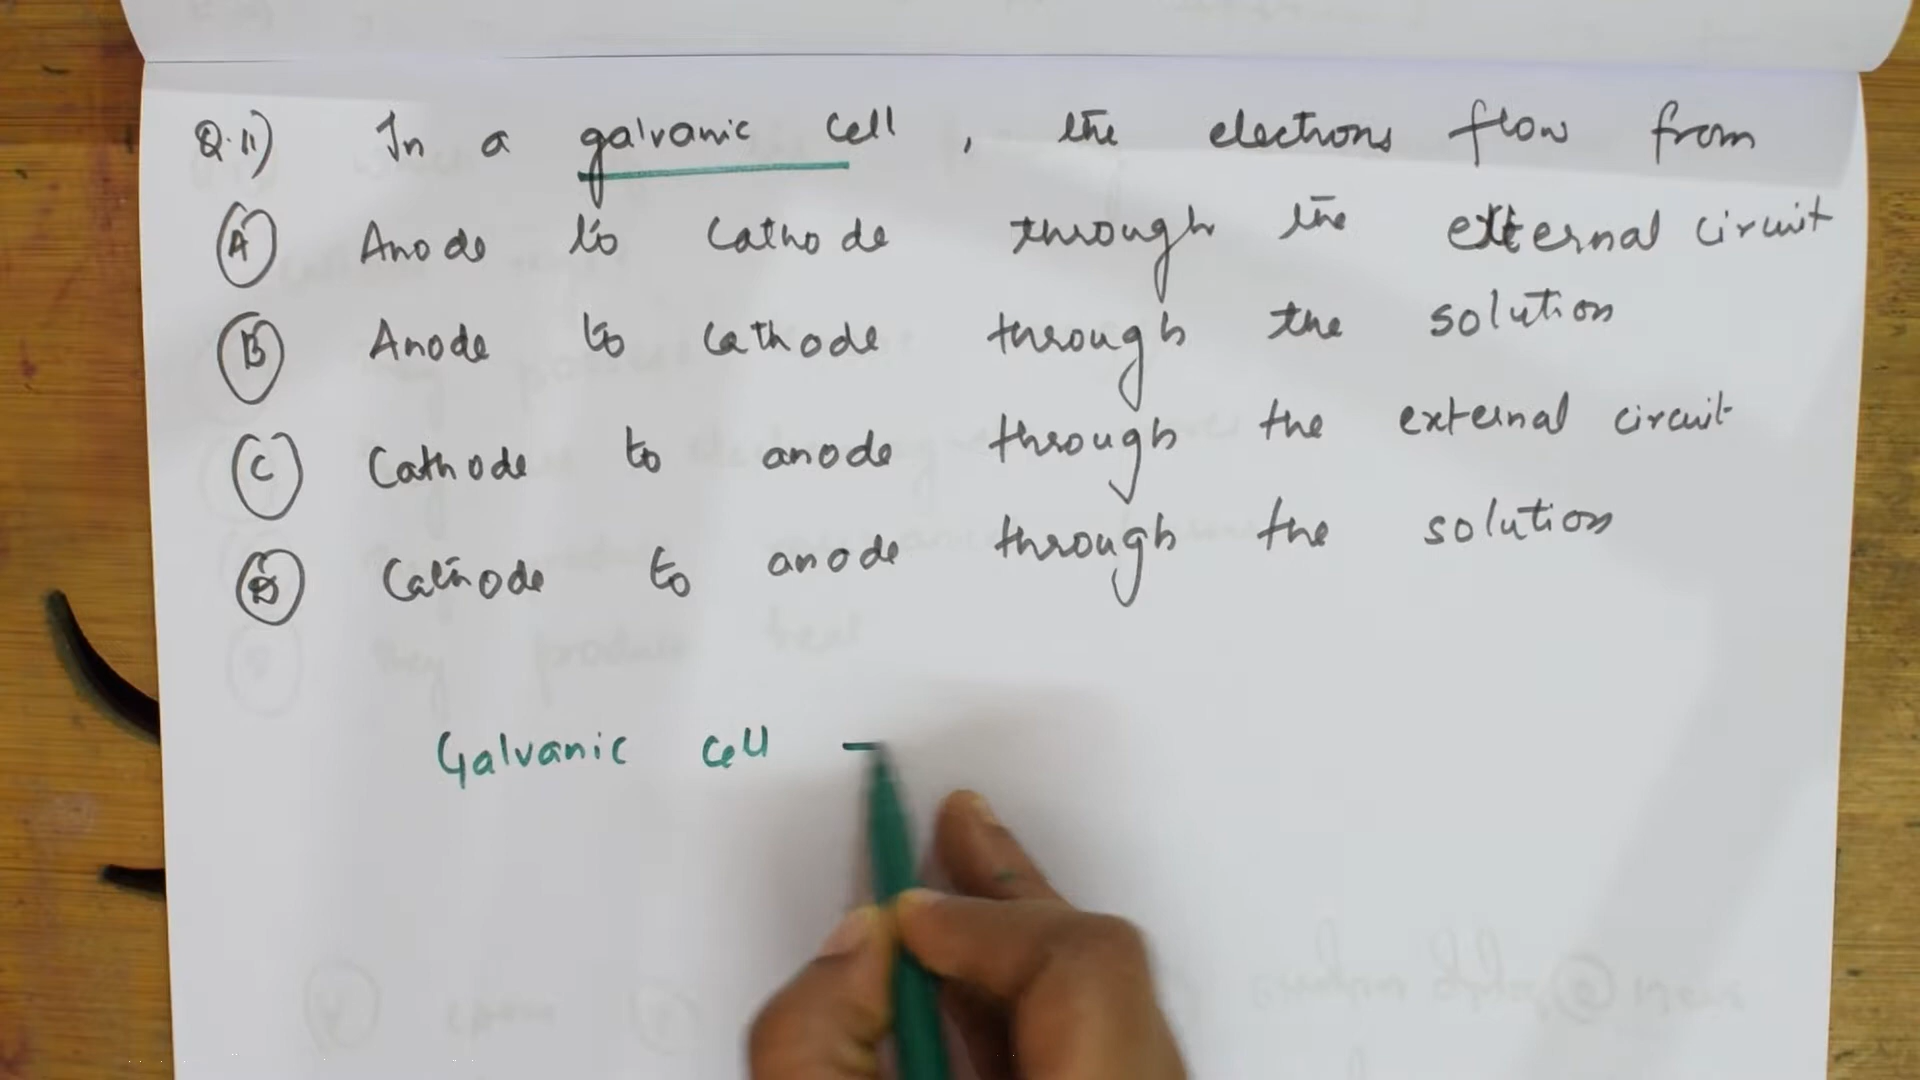 Q.11) In a galvanic cell, the electrons flow from
(A) Anode to Cathode through the external circuit
(B) Anode to cathode through the solution
(C) Cathode to anode through the external circuit
(D) Cathode to anode through the solution
Galvanic cell -